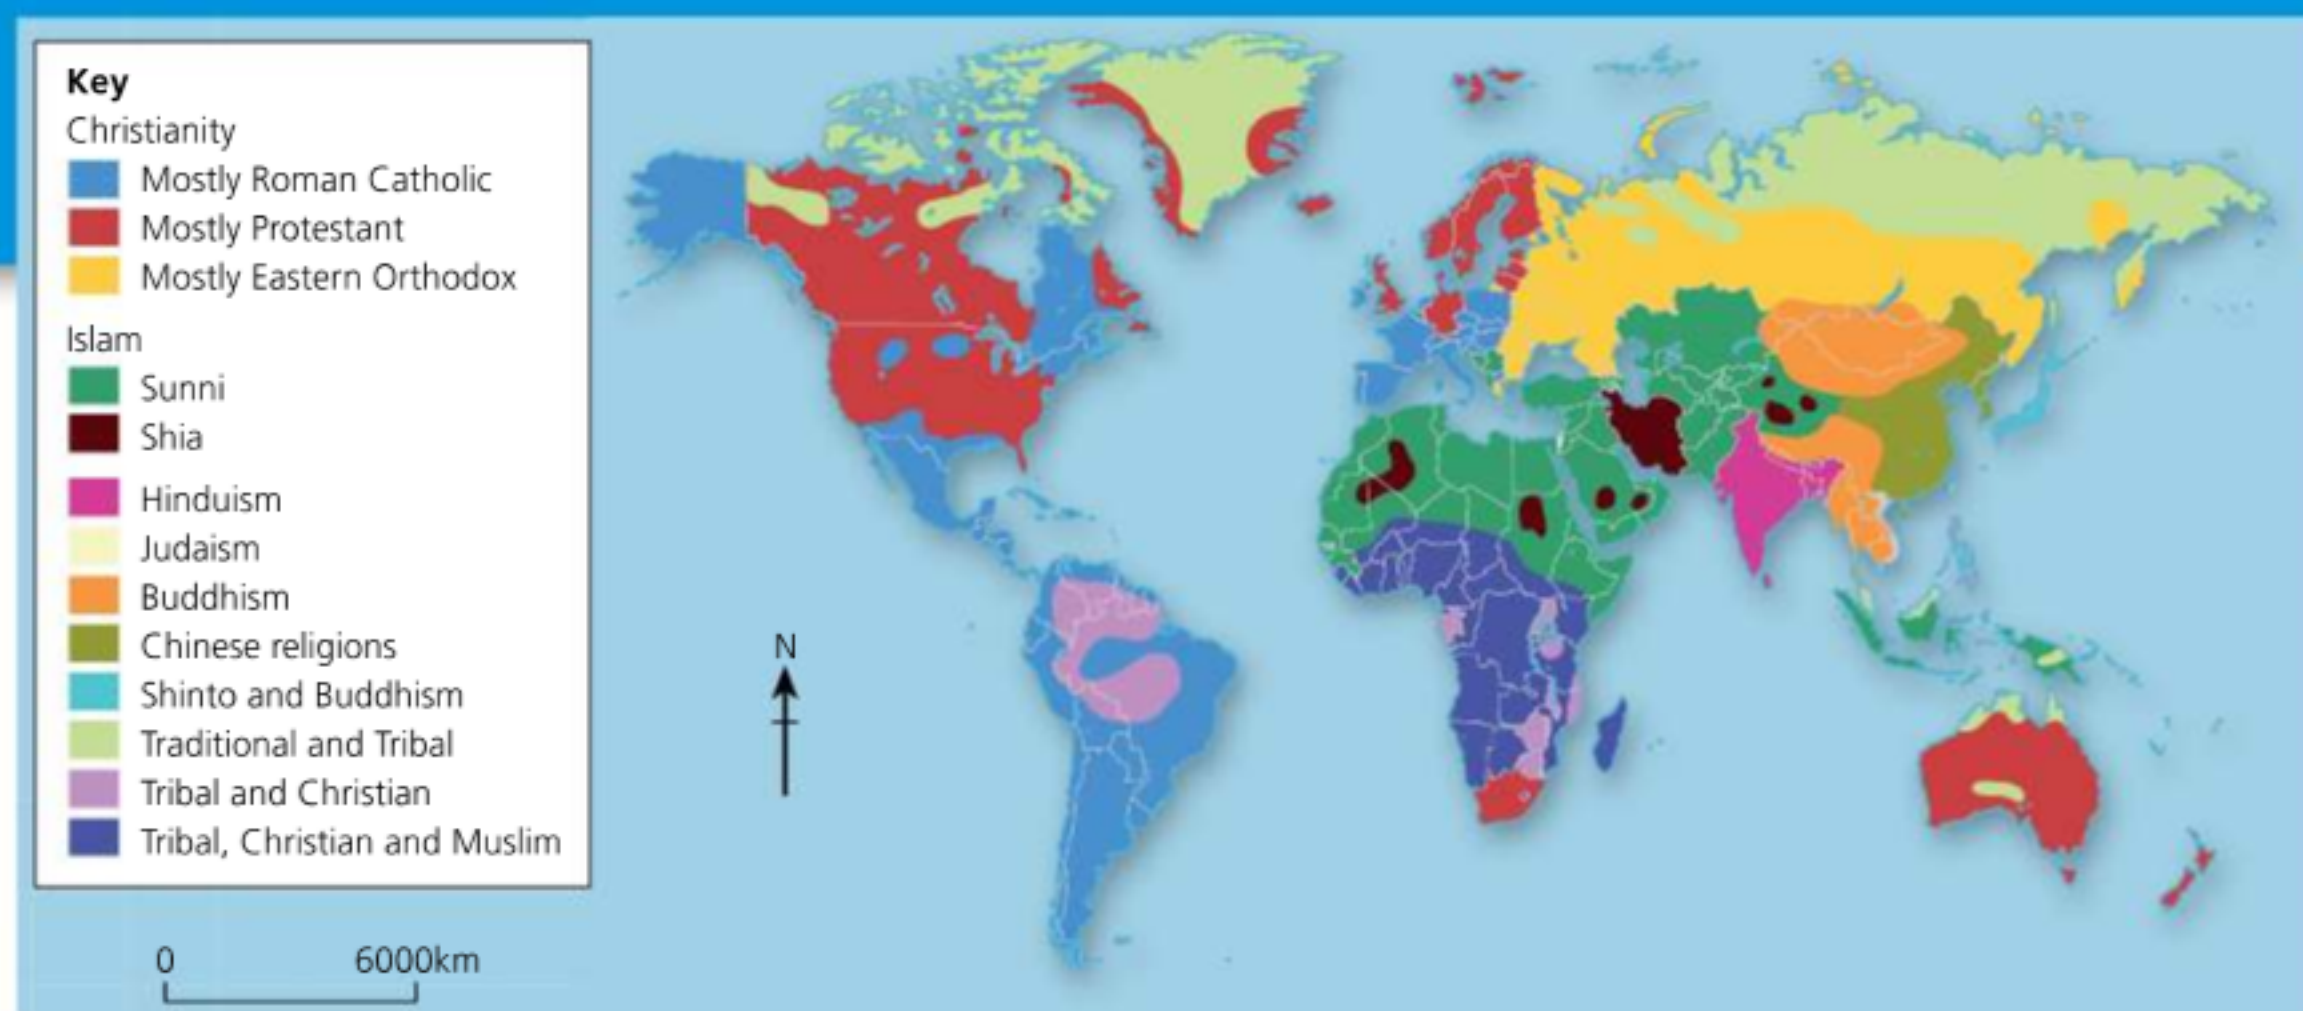 Key
Christianity
Mostly Roman Catholic
Mostly Protestant
Mostly Eastern Orthodox
Islam
Sunni
Shia
Hinduism
Judaism
Buddhism
Chinese religions
Shinto and Buddhism
Traditional and Tribal
Tribal and Christian
Tribal, Christian and Muslim
0 6000km
N